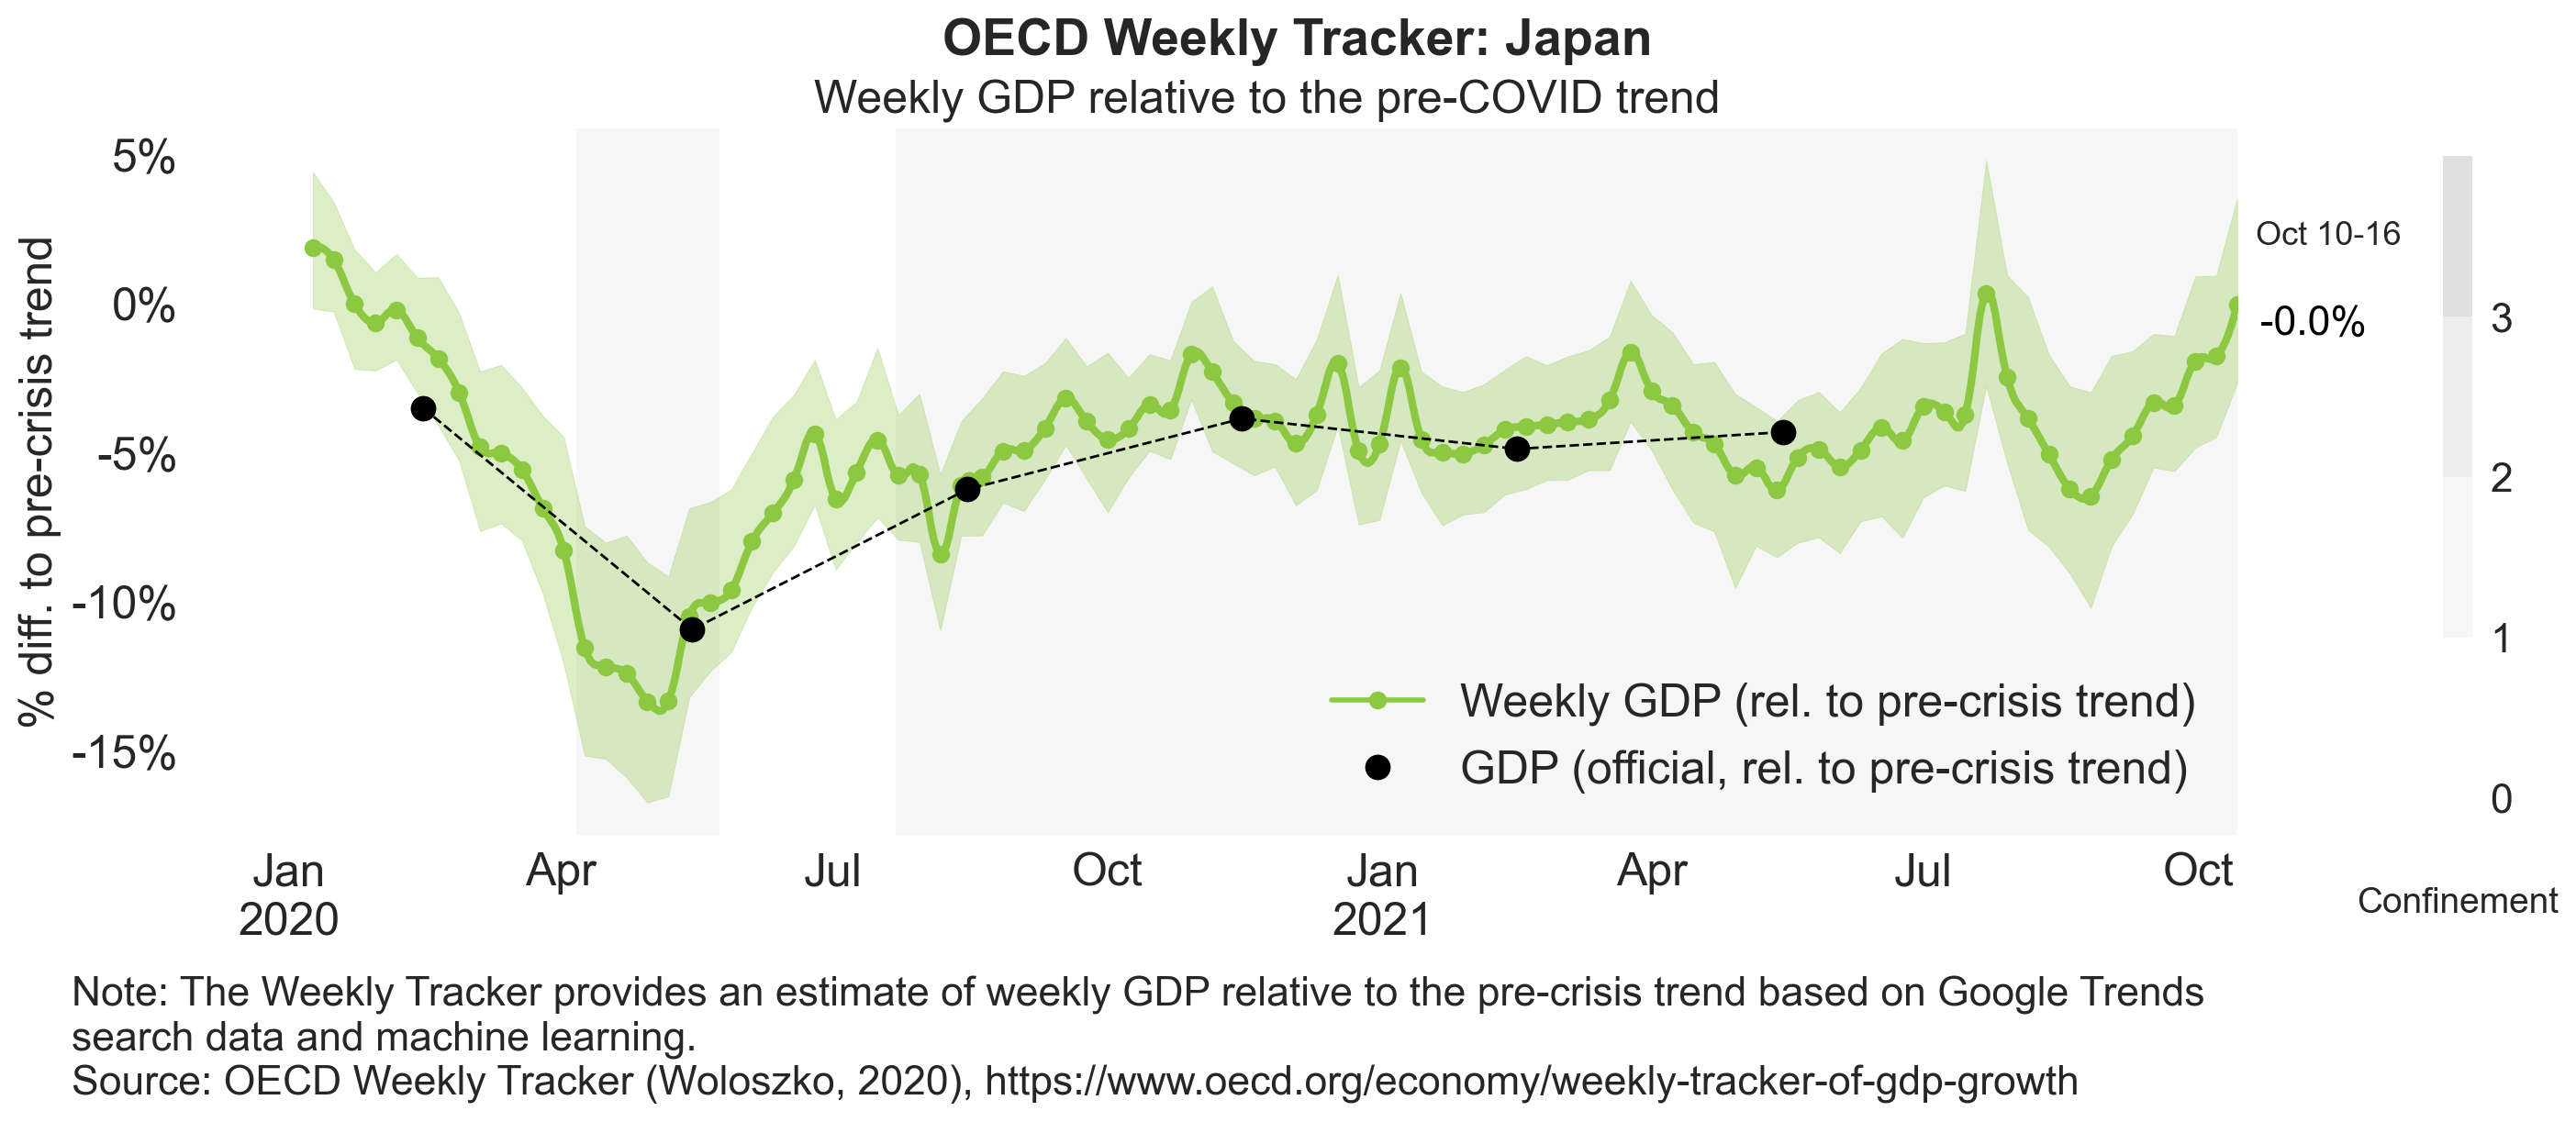 OECD Weekly Tracker: Japan
Weekly GDP relative to the pre-COVID trend
% diff. to pre-crisis trend
5%
0%
-5%
-10%
-15%
Oct 10-16
-0.0%
3
2
1
0
Confinement
Weekly GDP (rel. to pre-crisis trend)
GDP (official, rel. to pre-crisis trend)
Jan Apr Jul Oct Jan Apr Jul Oct
2020 2021
Note: The Weekly Tracker provides an estimate of weekly GDP relative to the pre-crisis trend based on Google Trends
search data and machine learning.
Source: OECD Weekly Tracker (Woloszko, 2020), https://www.oecd.org/economy/weekly-tracker-of-gdp-growth